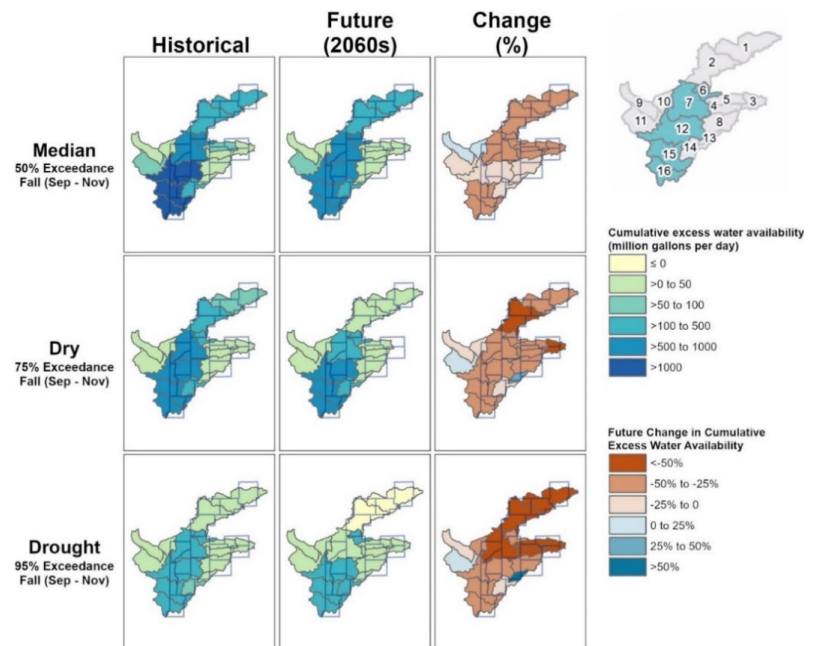 Historical
Future
(2060s)
Change
(%)
Median
50% Exceedance
Fall (Sep - Nov)
Dry
75% Exceedance
Fall (Sep - Nov)
Drought
95% Exceedance
Fall (Sep - Nov)
1
2
6
9
10
7
4
5
3
11
8
12
13
15
14
16
Cumulative excess water availability
(million gallons per day)
≤ 0
>0 to 50
>50 to 100
>100 to 500
>500 to 1000
>1000
Future Change in Cumulative
Excess Water Availability
<-50%
-50% to -25%
-25% to 0
0 to 25%
25% to 50%
>50%